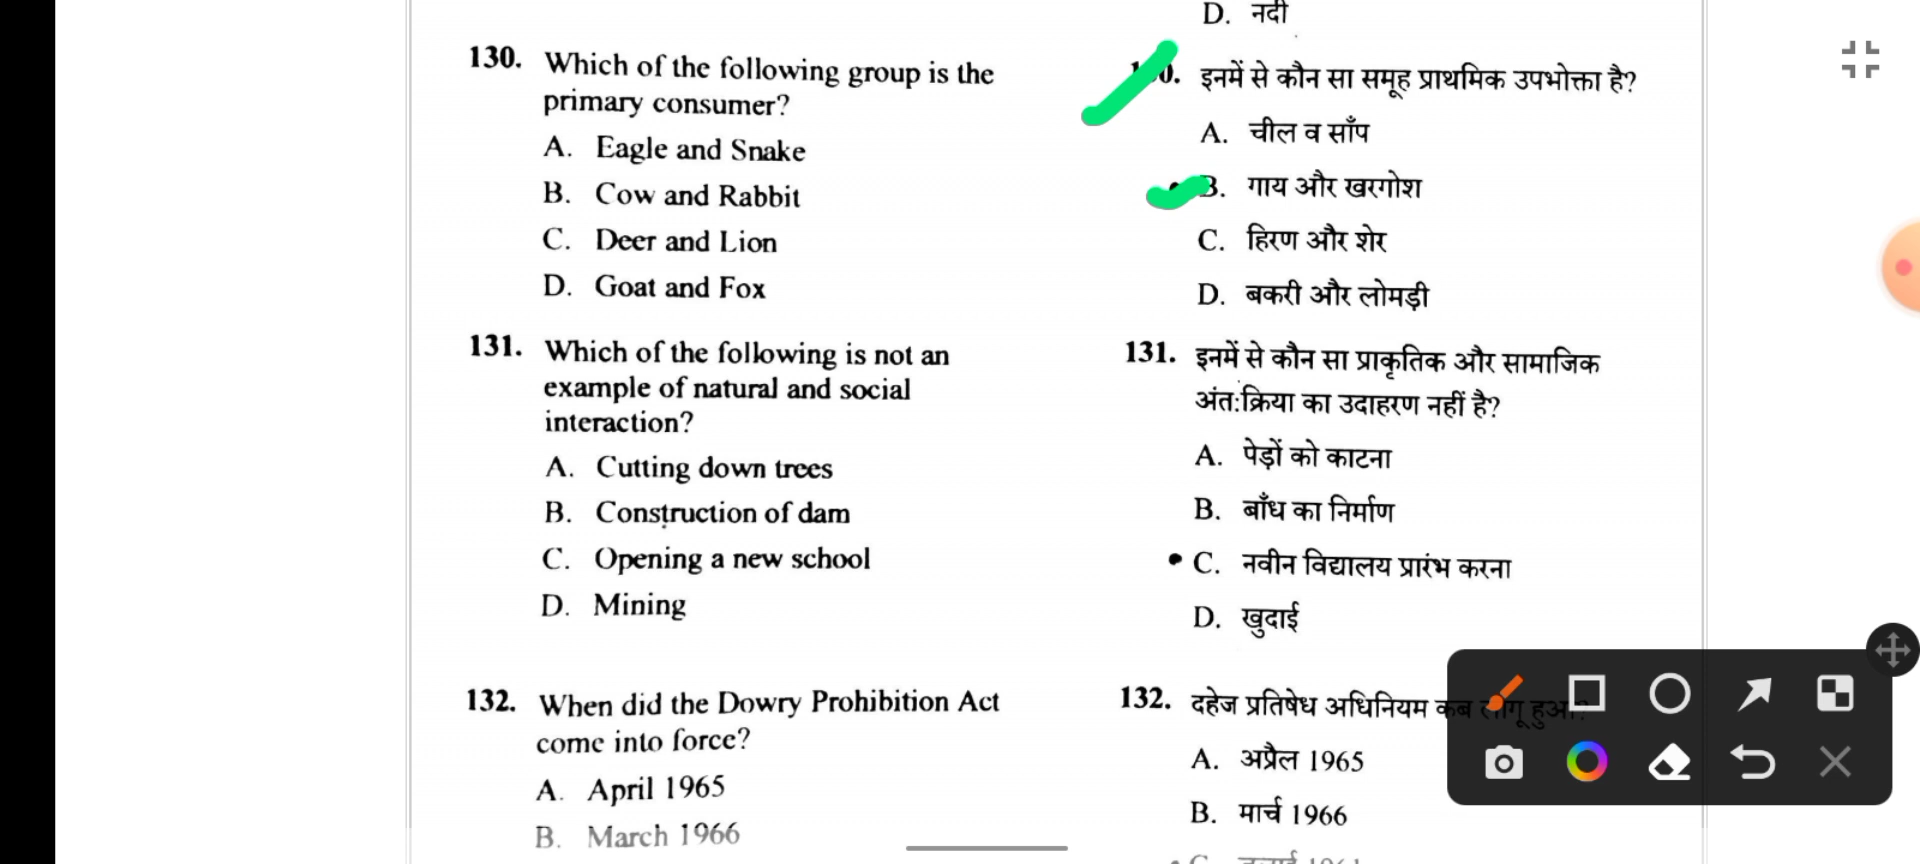 130. Which of the following group is the
primary consumer?
A. Eagle and Snake
B. Cow and Rabbit
C. Deer and Lion
D. Goat and Fox
131. Which of the following is not an
example of natural and social
interaction?
A. Cutting down trees
B. Construction of dam
C. Opening a new school
D. Mining
132. When did the Dowry Prohibition Act
come into force?
A. April 1965
B. March 1966
D. नदी
इनमें से कौन सा समूह प्राथमिक उपभोक्ता है?
A. चील व साँप
B. गाय और खरगोश
C. हिरण और शेर
D. बकरी और लोमड़ी
131. इनमें से कौन सा प्राकृतिक और सामाजिक
अंत:क्रिया का उदाहरण नहीं है?
A. पेड़ों को काटना
B. बाँध का निर्माण
• C. नवीन विद्यालय प्रारंभ करना
D. खुदाई
132. दहेज प्रतिषेध अधिनियम कब लागू हुआ?
A. अप्रैल 1965
B. मार्च 1966